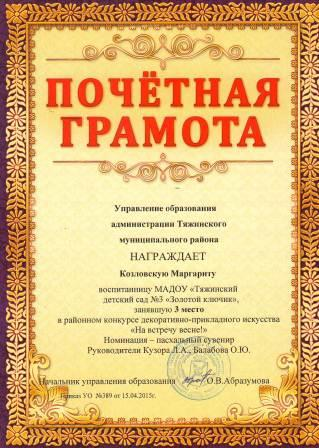 ПОЧЁТНАЯ
ГРАМОТА
Управление образования
администрации Тяжинского
муниципального района
НАГРАЖДАЕТ
Козловскую Маргариту
воспитанницу МАДОУ «Тяжинский
детский сад №3 «Золотой ключик»,
занявшую 3 место
в районном конкурсе декоративно-прикладного искусства
«На встречу весне!»
Номинация – пасхальный сувенир
Руководители Кузора Л.А., Балабова О.Ю.
Начальник управления образования О.В.Абразумова
Приказ УО №389 от 15.04.2015г.